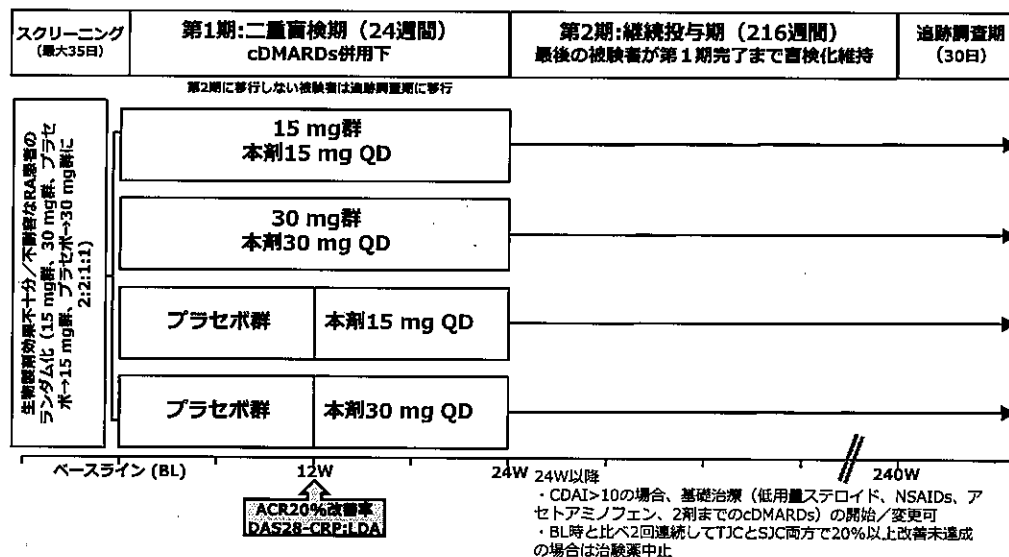 スクリーニング
(最大35日)
第1期:二重盲検期（24週間）
cDMARDs併用下
第2期:継続投与期（216週間）
最後の被験者が第１期完了まで盲検化維持
追跡調査期
(30日)
第2期に移行しない被験者は追跡調査期に移行
生物製剤効果不十分／不耐容なRA患者の
ランダム化（15 mg群、30 mg群、プラセ
ボ→15 mg群、プラセボ→30 mg群に
2:2:1:1)
15 mg群
本剤15 mg QD
30 mg群
本剤30 mg QD
プラセボ群
本剤15 mg QD
プラセボ群
本剤30 mg QD
ベースライン (BL)
12W
24W
240W
ACR20%改善率
DAS28-CRP:LDA
24W以降
・CDAI>10の場合、基礎治療（低用量ステロイド、NSAIDs、ア
セトアミノフェン、2剤までのcDMARDs）の開始／変更可
・BL時と比べ2回連続してTJCとSJC両方で20%以上改善未達成
の場合は治験薬中止